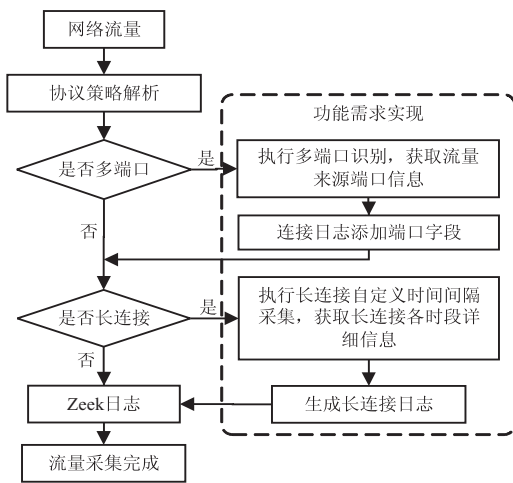 网络流量
协议策略解析
功能需求实现
是否多端口
是
执行多端口识别，获取流量
来源端口信息
否
连接日志添加端口字段
是否长连接
是
执行长连接自定义时间间隔
采集，获取长连接各时段详
细信息
否
Zeek日志
生成长连接日志
流量采集完成